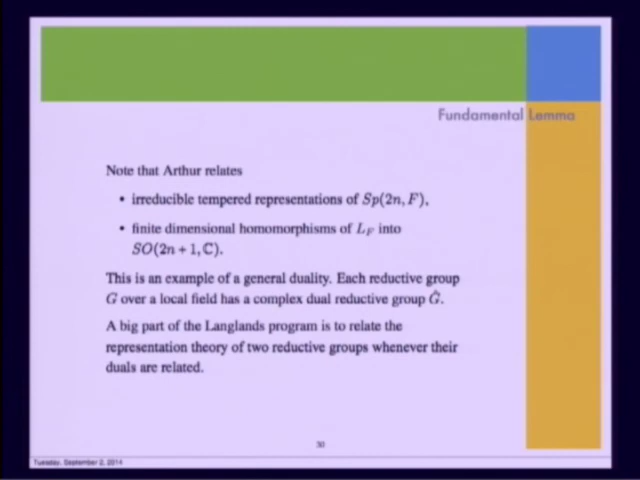 Fundamental Lemma
Note that Arthur relates
• irreducible tempered representations of Sp(2n, F),
• finite dimensional homomorphisms of L_F into
SO(2n + 1, ℂ).
This is an example of a general duality. Each reductive group
G over a local field has a complex dual reductive group Ĝ.
A big part of the Langlands program is to relate the
representation theory of two reductive groups whenever their
duals are related.
30
Tuesday, September 2, 2014